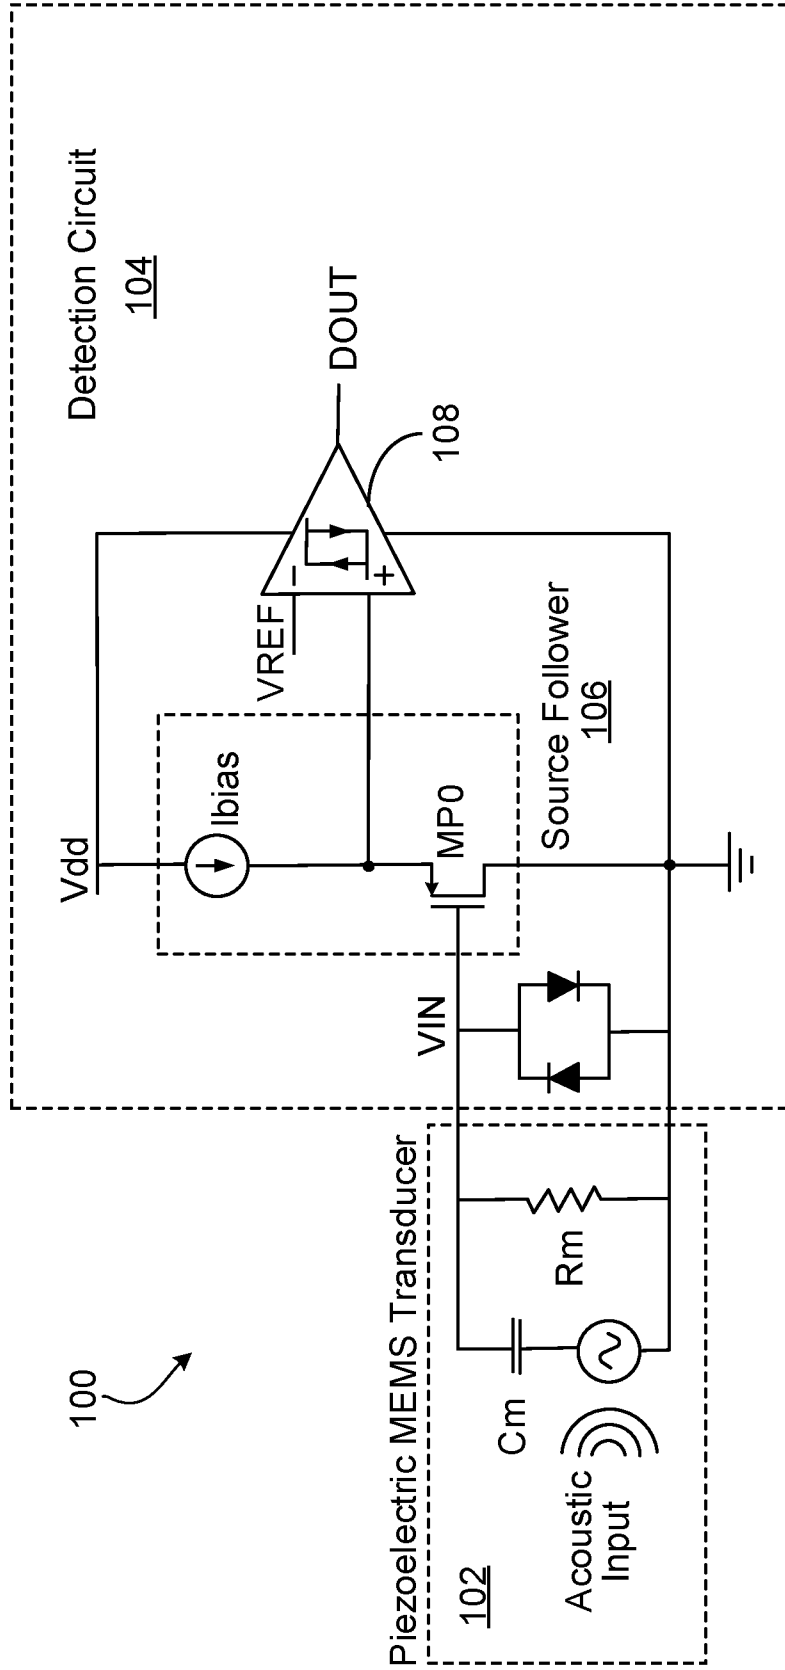 100
Piezoelectric MEMS Transducer
102
Acoustic
Input
Cm
Rm
Detection Circuit
104
Vdd
Ibias
VIN
MP0
Source Follower
106
VREF
−
+
108
DOUT